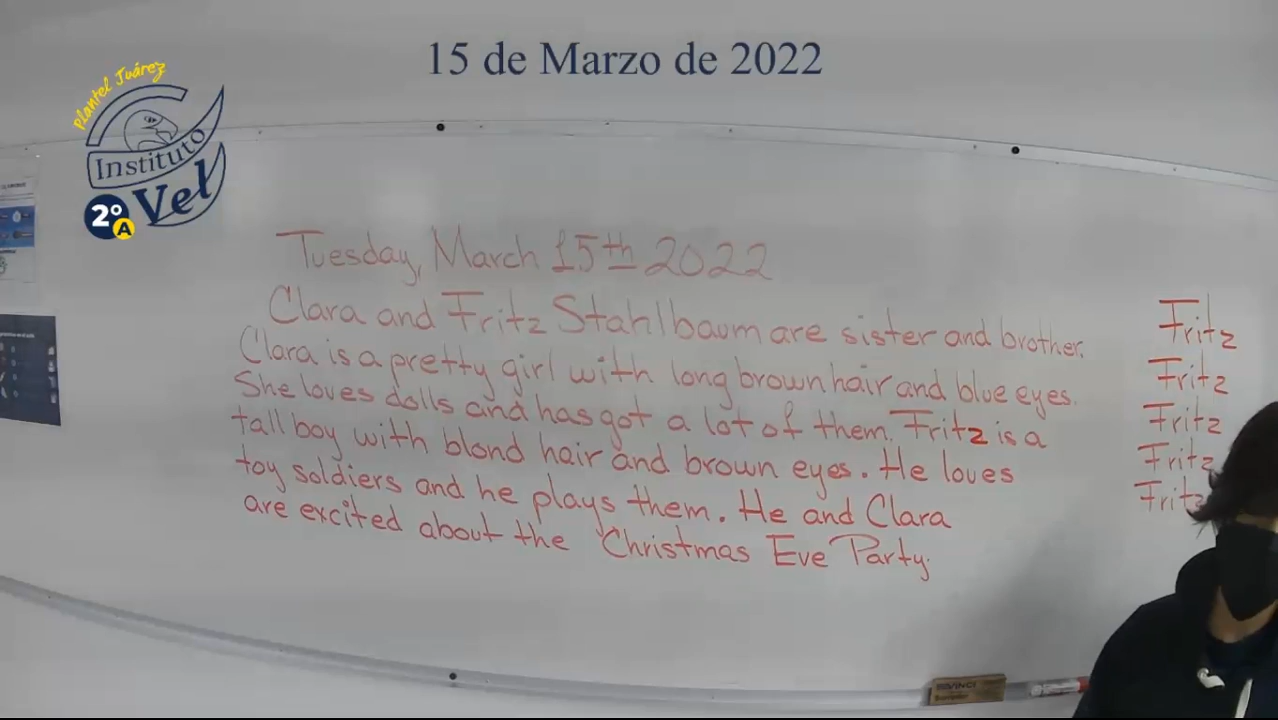 15 de Marzo de 2022
Plantel Juárez
Instituto
Vel
2º
A
Tuesday, March 15th 2022
Clara and Fritz Stahlbaum are sister and brother.
Clara is a pretty girl with long brown hair and blue eyes.
She loves dolls and has got a lot of them. Fritz is a
tall boy with blond hair and brown eyes. He loves
toy soldiers and he plays them. He and Clara
are excited about the Christmas Eve Party.
Fritz
Fritz
Fritz
Fritz
Fritz